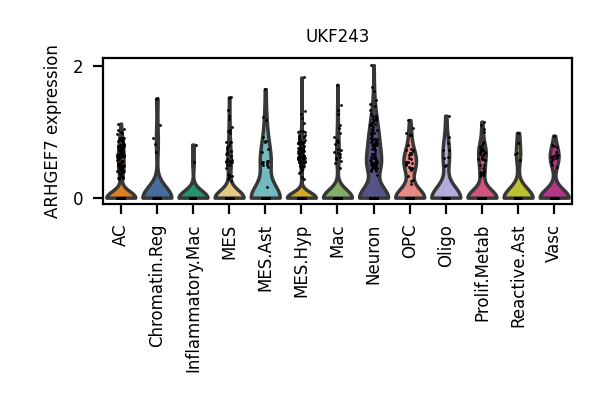 UKF243
ARHGEF7 expression
2
0
AC
Chromatin.Reg
Inflammatory.Mac
MES
MES.Ast
MES.Hyp
Mac
Neuron
OPC
Oligo
Prolif.Metab
Reactive.Ast
Vasc